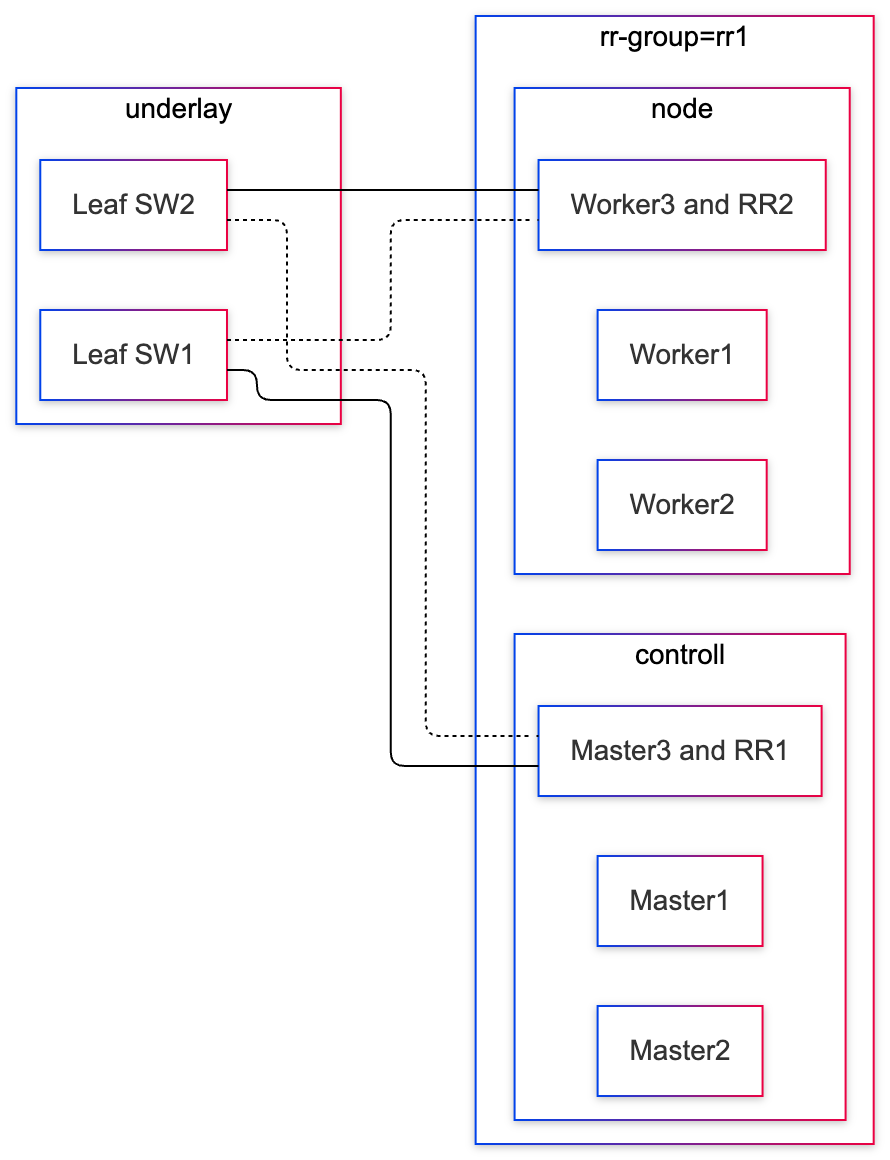 underlay
Leaf SW2
Leaf SW1
rr-group=rr1
node
Worker3 and RR2
Worker1
Worker2
controll
Master3 and RR1
Master1
Master2